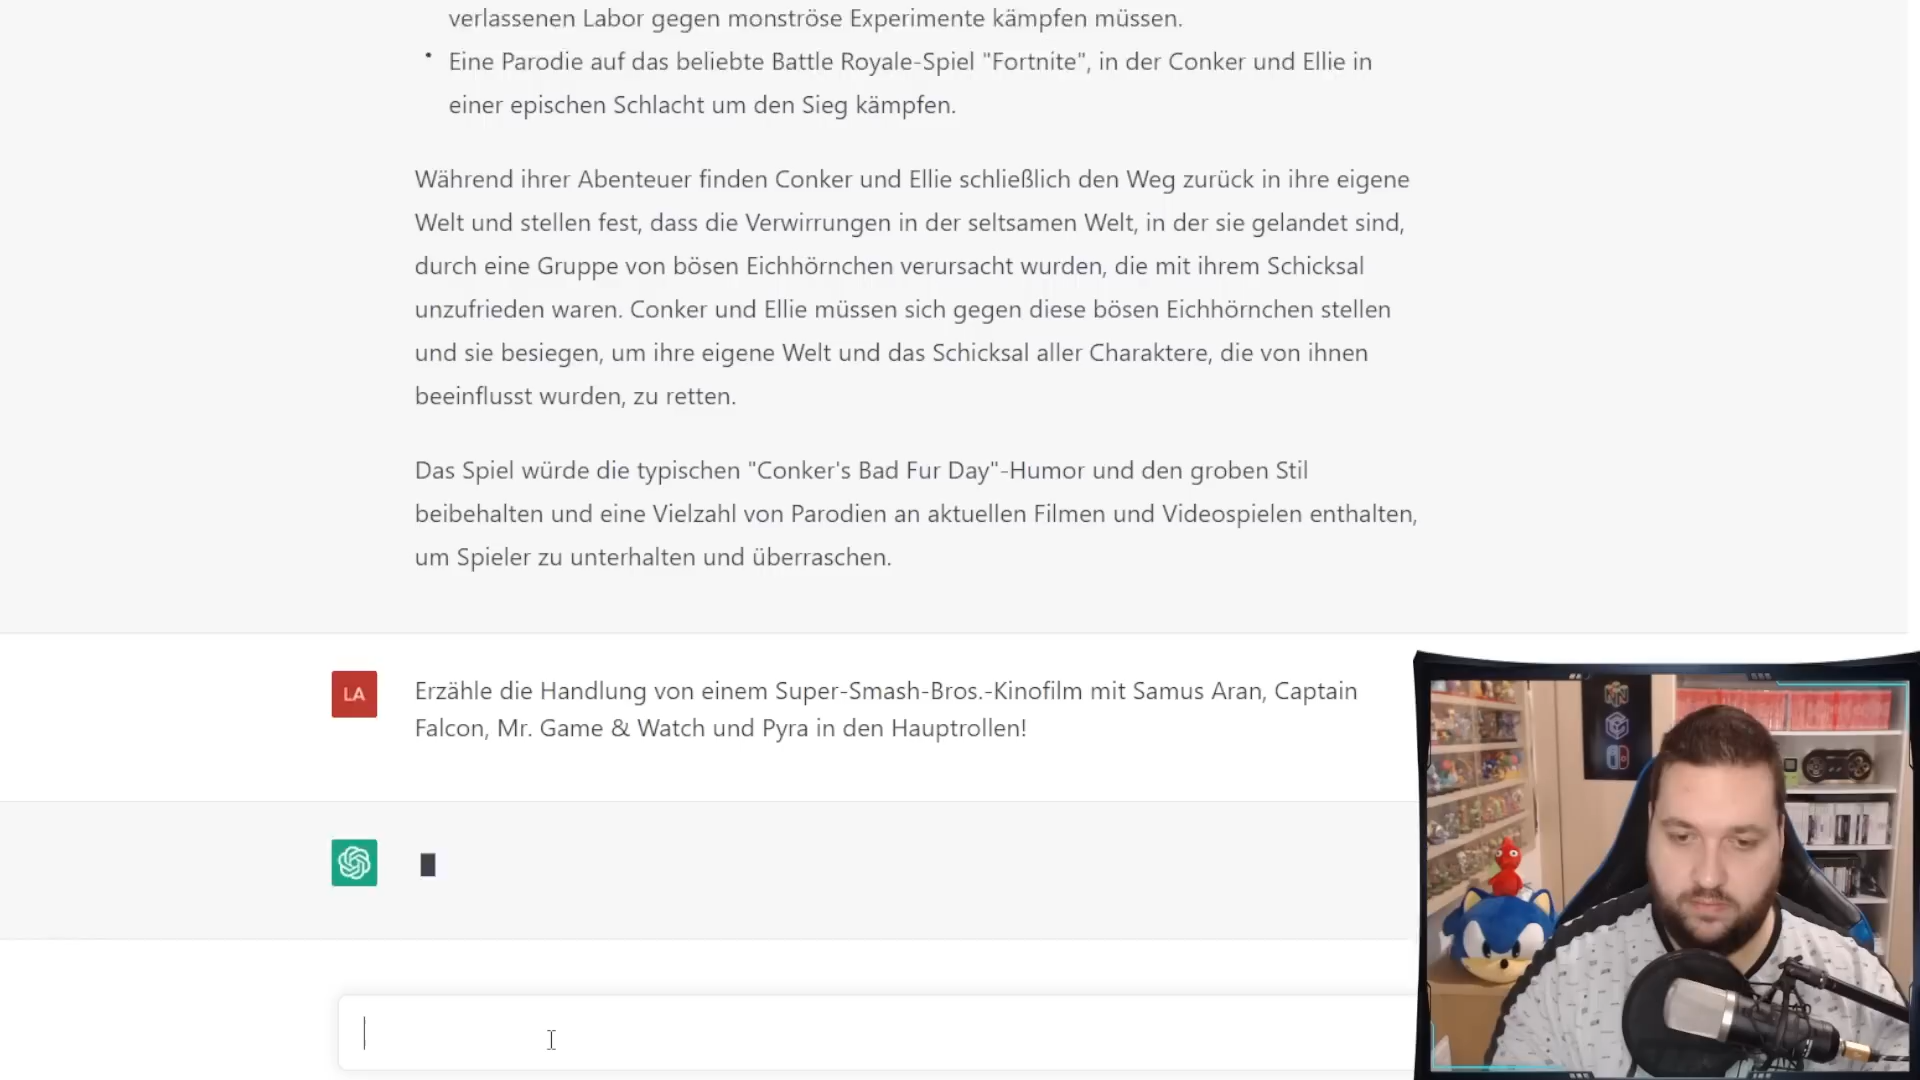 verlassenen Labor gegen monströse Experimente kämpfen müssen.
• Eine Parodie auf das beliebte Battle Royale-Spiel "Fortnite", in der Conker und Ellie in
einer epischen Schlacht um den Sieg kämpfen.
Während ihrer Abenteuer finden Conker und Ellie schließlich den Weg zurück in ihre eigene
Welt und stellen fest, dass die Verwirrungen in der seltsamen Welt, in der sie gelandet sind,
durch eine Gruppe von bösen Eichhörnchen verursacht wurden, die mit ihrem Schicksal
unzufrieden waren. Conker und Ellie müssen sich gegen diese bösen Eichhörnchen stellen
und sie besiegen, um ihre eigene Welt und das Schicksal aller Charaktere, die von ihnen
beeinflusst wurden, zu retten.
Das Spiel würde die typischen "Conker's Bad Fur Day"-Humor und den groben Stil
beibehalten und eine Vielzahl von Parodien an aktuellen Filmen und Videospielen enthalten,
um Spieler zu unterhalten und überraschen.
LA
Erzähle die Handlung von einem Super-Smash-Bros.-Kinofilm mit Samus Aran, Captain
Falcon, Mr. Game & Watch und Pyra in den Hauptrollen!